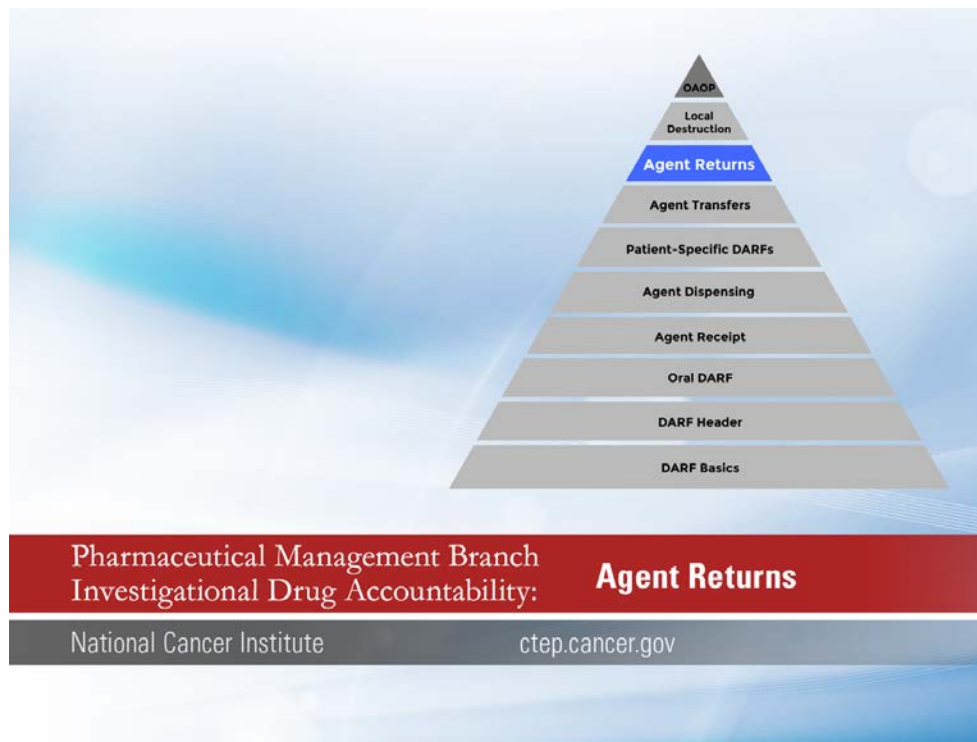 OAOP
Local
Destruction
Agent Returns
Agent Transfers
Patient-Specific DARFs
Agent Dispensing
Agent Receipt
Oral DARF
DARF Header
DARF Basics
Pharmaceutical Management Branch
Investigational Drug Accountability:
Agent Returns
National Cancer Institute
ctep.cancer.gov